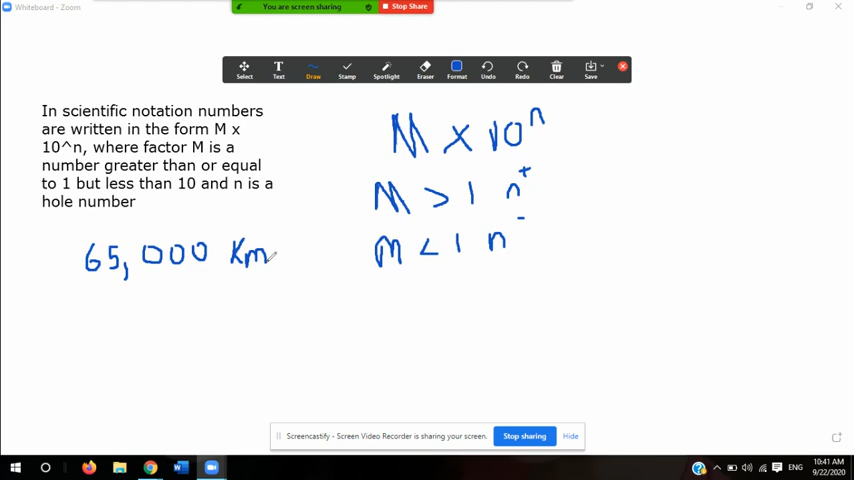 Whiteboard - Zoom
You are screen sharing
Stop Share
Select
Text
Draw
Stamp
Spotlight
Eraser
Format
Undo
Redo
Clear
Save
In scientific notation numbers
are written in the form M x
10^n, where factor M is a
number greater than or equal
to 1 but less than 10 and n is a
hole number
M x 10^n
M > 1 n^+
M < 1 n^-
65,000 Km
Screencastify - Screen Video Recorder is sharing your screen.
Stop sharing
Hide
ENG
10:41 AM
9/22/2020